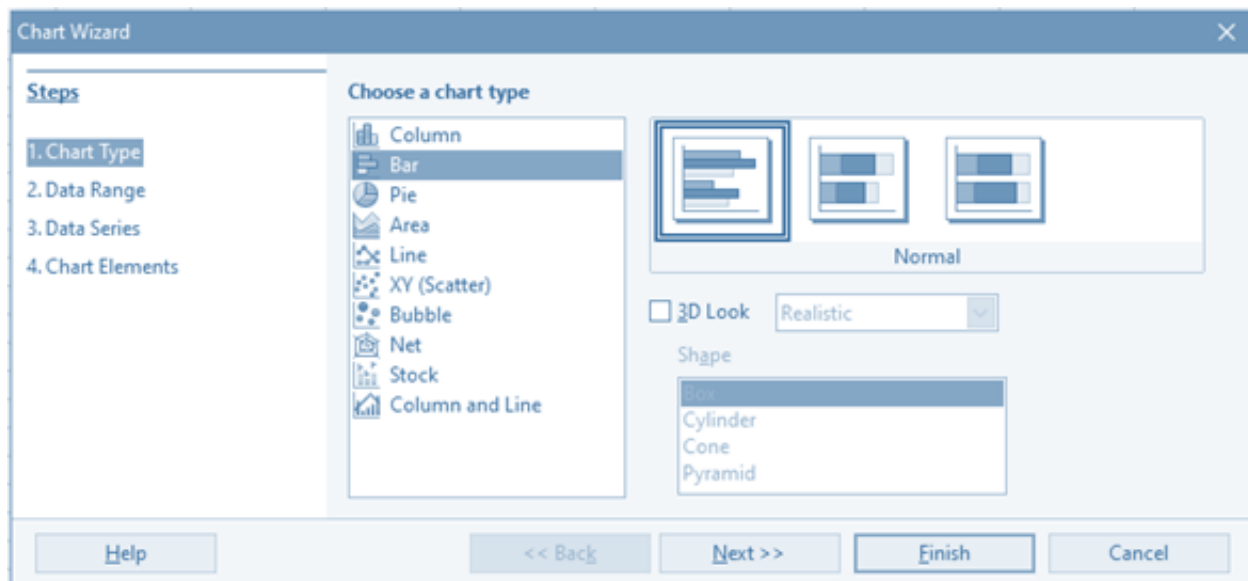 Chart Wizard
Steps
1. Chart Type
2. Data Range
3. Data Series
4. Chart Elements
Choose a chart type
Column
Bar
Pie
Area
Line
XY (Scatter)
Bubble
Net
Stock
Column and Line
Normal
3D Look
Realistic
Shape
Box
Cylinder
Cone
Pyramid
Help
<< Back
Next >>
Finish
Cancel